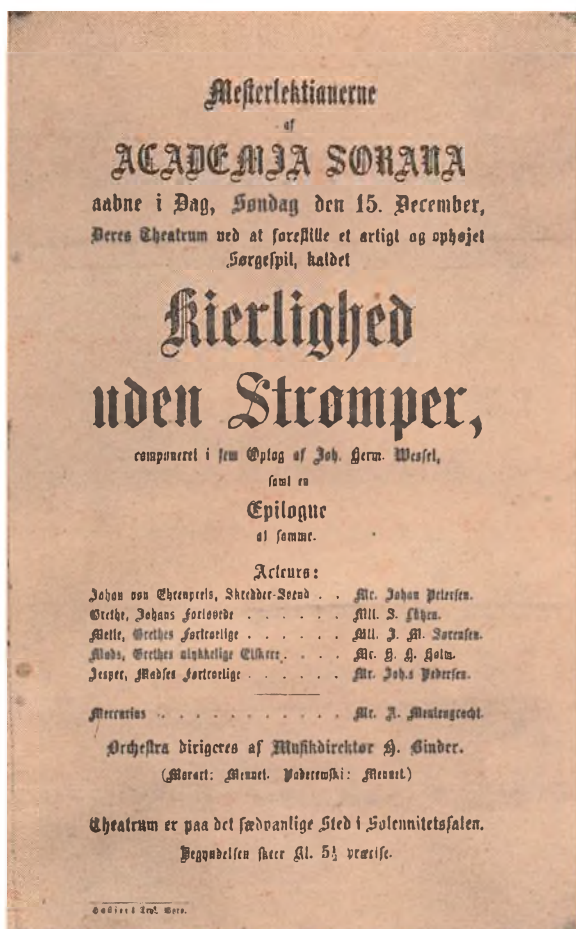 Mesterlektianerne
af
ACADEMIA SORANA
aabne i Dag, Søndag den 15. December,
Deres Theatrum ved at forestille et artigt og ophøjet
Sørgespil, kaldet
Kierlighed
uden Strømper,
componeret i fem Optog af Joh. Herm. Wessel,
samt en
Epilogue
af samme.
Acteurs:
Johan von Ehrenpreis, Skrædder-Svend . . Mr. Johan Petersen.
Grethe, Johans Forlovede . . . . . . Mll. S.
Mette, Grethes Fortrolige . . . . . . Mll. J. M. Sørensen.
Mads, Grethes ulykkelige Elskere . . . . Mr. H. H. Holm.
Jesper, Madses Fortrolige . . . . . Mr. Johs Pedersen.
Mercurius . . . . . . . . . . . Mr. A. Meulengracht.
Orchestra dirigeres af Musikdirektør H. Binder.
(Mozart: Menuet. Paderewski: Menuet.)
Theatrum er paa det sædvanlige Sted i Solennitetssalen.
Begyndelsen skeer Kl. 5½ præcise.